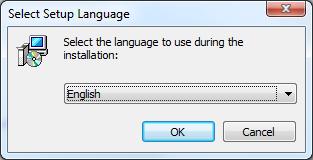 Select Setup Language
Select the language to use during the
installation:
English
OK
Cancel